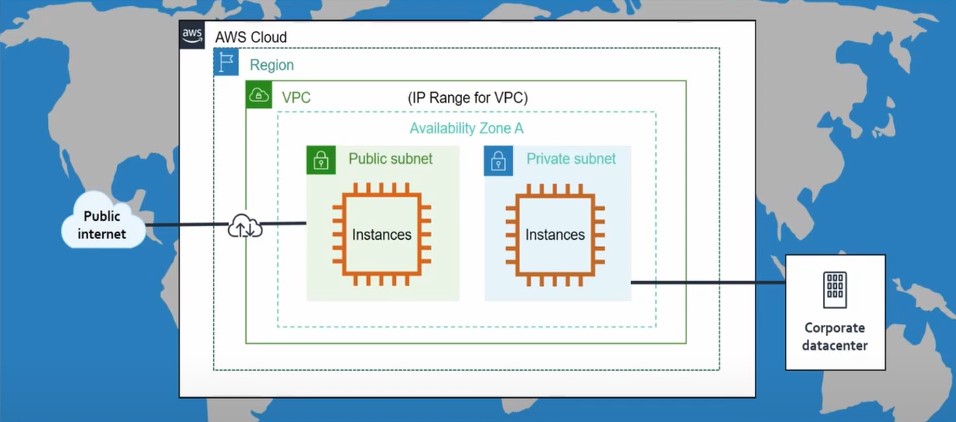 aws
AWS Cloud
Region
VPC
(IP Range for VPC)
Availability Zone A
Public subnet
Private subnet
Public
internet
Instances
Instances
Corporate
datacenter